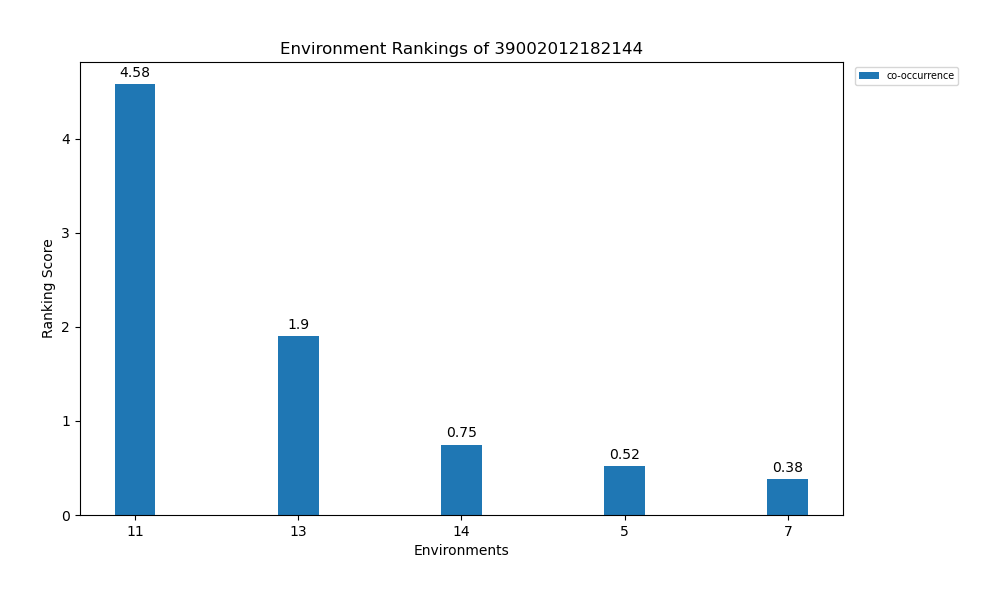 Environment Rankings of 39002012182144
co-occurrence
4.58
1.9
0.75
0.52
0.38
Ranking Score
4
3
2
1
0
11 13 14 5 7
Environments